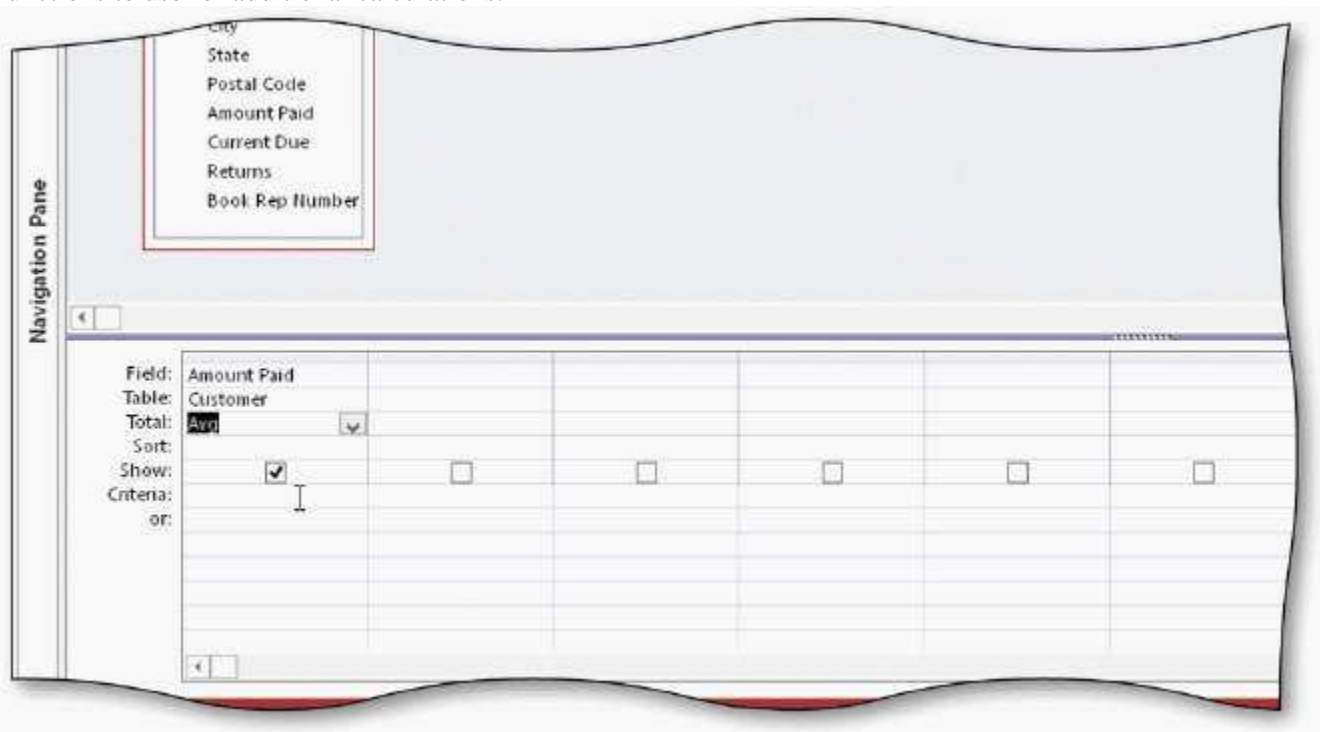 City
State
Postal Code
Amount Paid
Current Due
Returns
Book Rep Number
Navigation Pane
Field: Amount Paid
Table: Customer
Total: Avg
Sort:
Show:
Criteria:
or: